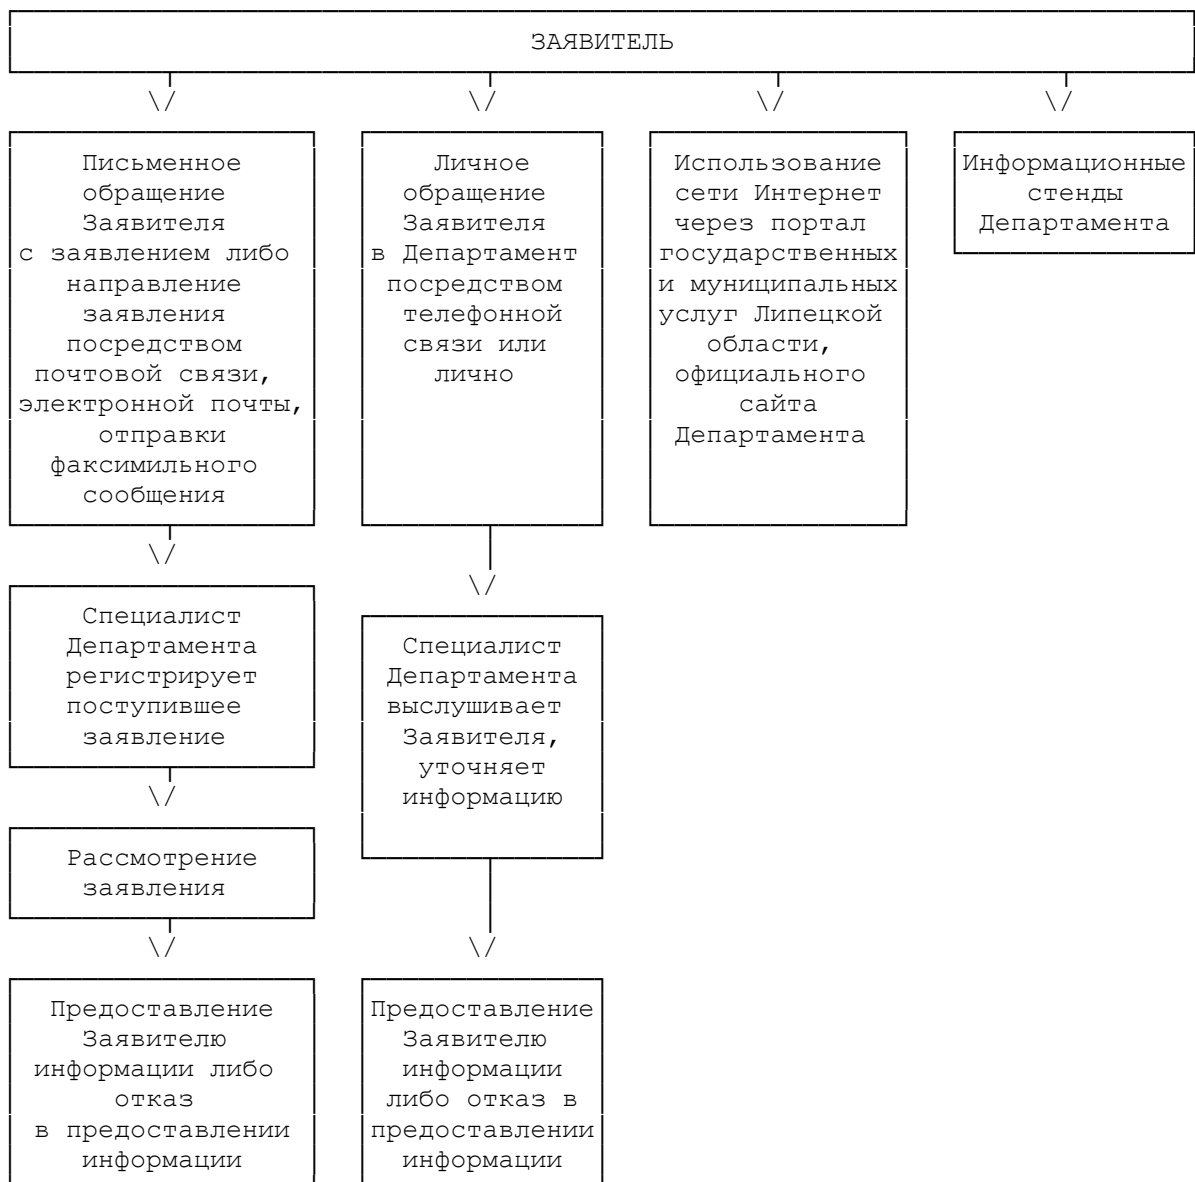 ЗАЯВИТЕЛЬ
Письменное
обращение
Заявителя
с заявлением либо
направление
заявления
посредством
почтовой связи,
электронной почты,
отправки
факсимильного
сообщения
Личное
обращение
Заявителя
в Департамент
посредством
телефонной
связи или
лично
Использование
сети Интернет
через портал
государственных
и муниципальных
услуг Липецкой
области,
официального
сайта
Департамента
Информационные
стенды
Департамента
Специалист
Департамента
регистрирует
поступившее
заявление
Специалист
Департамента
выслушивает
Заявителя,
уточняет
информацию
Рассмотрение
заявления
Предоставление
Заявителю
информации либо
отказ
в предоставлении
информации
Предоставление
Заявителю
информации
либо отказ в
предоставлении
информации